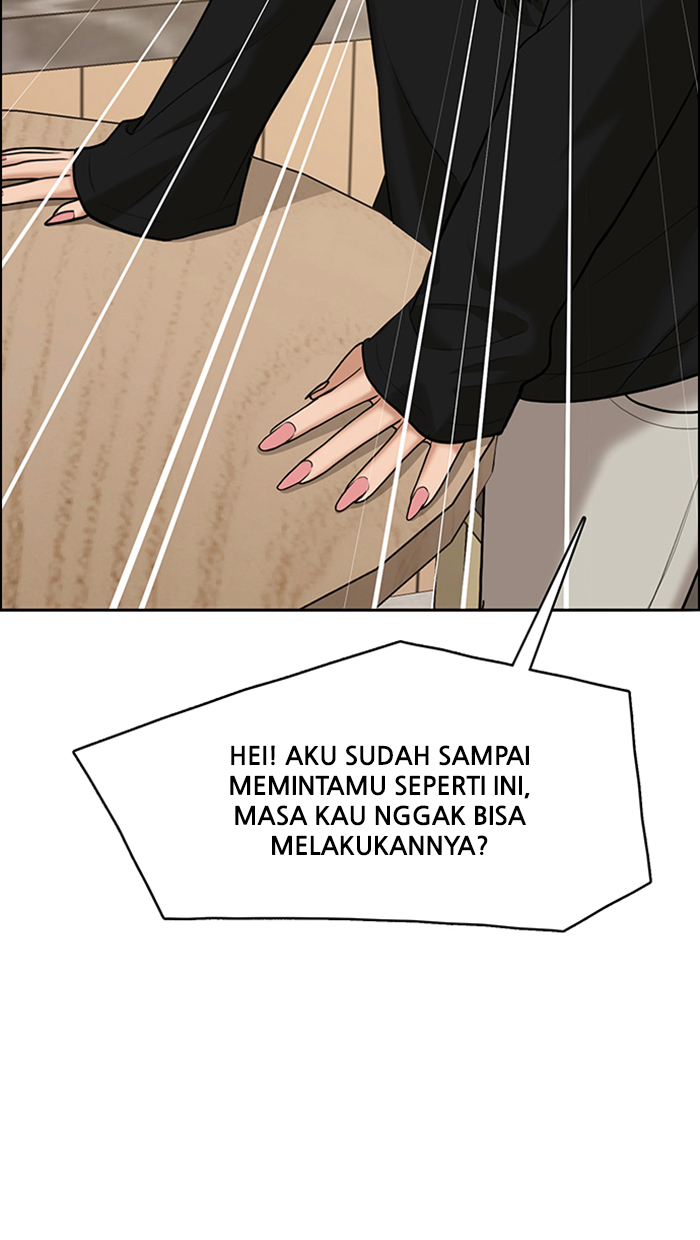 HEI! AKU SUDAH SAMPAI
MEMINTAMU SEPERTI INI,
MASA KAU NGGAK BISA
MELAKUKANNYA?